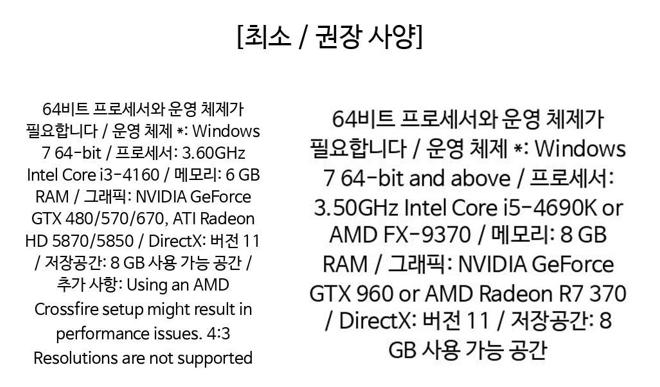 [최소 / 권장 사양]
64비트 프로세서와 운영 체제가
필요합니다 / 운영 체제 *: Windows
7 64-bit / 프로세서: 3.60GHz
Intel Core i3-4160 / 메모리: 6 GB
RAM / 그래픽: NVIDIA GeForce
GTX 480/570/670, ATI Radeon
HD 5870/5850 / DirectX: 버전 11
/ 저장공간: 8 GB 사용 가능 공간 /
추가 사항: Using an AMD
Crossfire setup might result in
performance issues. 4:3
Resolutions are not supported
64비트 프로세서와 운영 체제가
필요합니다 / 운영 체제 *: Windows
7 64-bit and above / 프로세서:
3.50GHz Intel Core i5-4690K or
AMD FX-9370 / 메모리: 8 GB
RAM / 그래픽: NVIDIA GeForce
GTX 960 or AMD Radeon R7 370
/ DirectX: 버전 11 / 저장공간: 8
GB 사용 가능 공간